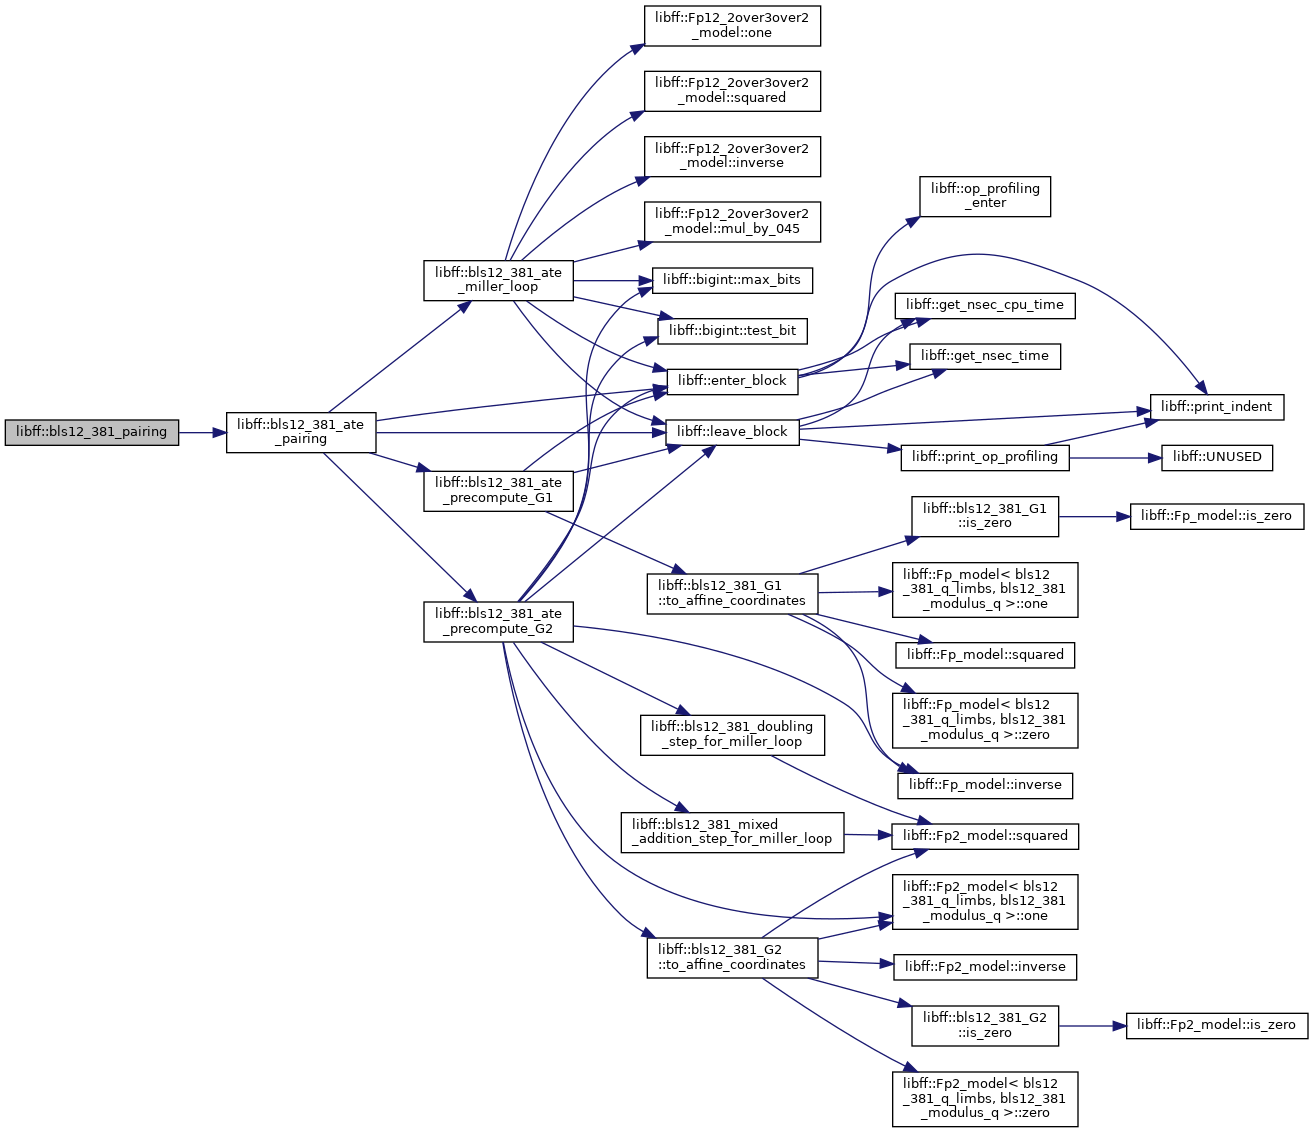 libff::bls12_381_pairing
libff::bls12_381_ate
_pairing
libff::bls12_381_ate
_miller_loop
libff::bls12_381_ate
_precompute_G1
libff::bls12_381_ate
_precompute_G2
libff::Fp12_2over3over2
_model::one
libff::Fp12_2over3over2
_model::squared
libff::Fp12_2over3over2
_model::inverse
libff::Fp12_2over3over2
_model::mul_by_045
libff::bigint::max_bits
libff::bigint::test_bit
libff::enter_block
libff::leave_block
libff::bls12_381_G1
::to_affine_coordinates
libff::bls12_381_doubling
_step_for_miller_loop
libff::bls12_381_mixed
_addition_step_for_miller_loop
libff::bls12_381_G2
::to_affine_coordinates
libff::op_profiling
_enter
libff::get_nsec_cpu_time
libff::get_nsec_time
libff::print_op_profiling
libff::bls12_381_G1
::is_zero
libff::Fp_model< bls12
_381_q_limbs, bls12_381
_modulus_q >::one
libff::Fp_model::squared
libff::Fp_model< bls12
_381_q_limbs, bls12_381
_modulus_q >::zero
libff::Fp_model::inverse
libff::Fp2_model::squared
libff::Fp2_model< bls12
_381_q_limbs, bls12_381
_modulus_q >::one
libff::Fp2_model::inverse
libff::bls12_381_G2
::is_zero
libff::Fp2_model< bls12
_381_q_limbs, bls12_381
_modulus_q >::zero
libff::print_indent
libff::UNUSED
libff::Fp_model::is_zero
libff::Fp2_model::is_zero